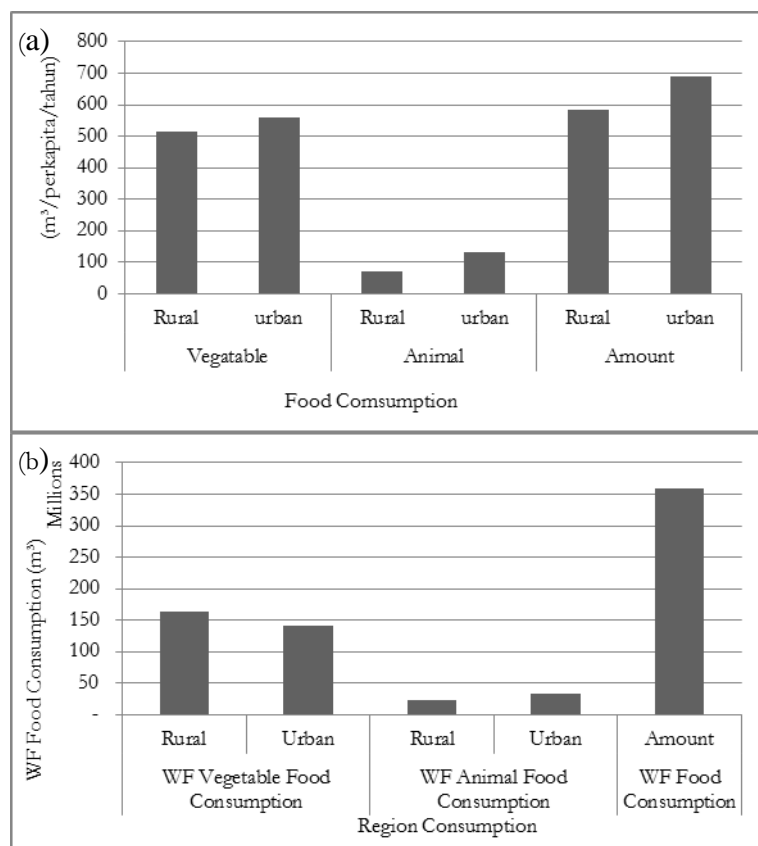 (a)
(m³/perkapita/tahun)
800
700
600
500
400
300
200
100
0
Rural urban Rural urban Rural urban
Vegatable Animal Amount
Food Comsumption
(b)
WF Food Consumption (m³)
Millions
400
350
300
250
200
150
100
50
-
Rural Urban Rural Urban Amount
WF Vegetable Food WF Animal Food WF Food
Consumption Consumption Consumption
Region Consumption